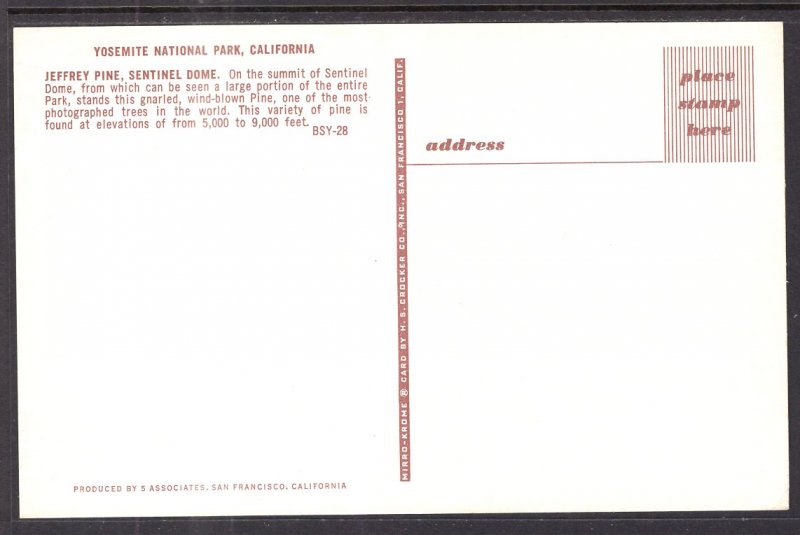 YOSEMITE NATIONAL PARK, CALIFORNIA
JEFFREY PINE, SENTINEL DOME. On the summit of Sentinel
Dome, from which can be seen a large portion of the entire
Park, stands this gnarled, wind-blown Pine, one of the most-
photographed trees in the world. This variety of pine is
found at elevations of from 5,000 to 9,000 feet.
BSY-28
PRODUCED BY 5 ASSOCIATES, SAN FRANCISCO, CALIFORNIA
MIRRO-KROME ® CARD BY H. S. CROCKER CO., INC., SAN FRANCISCO 1, CALIF.
address
place
stamp
here